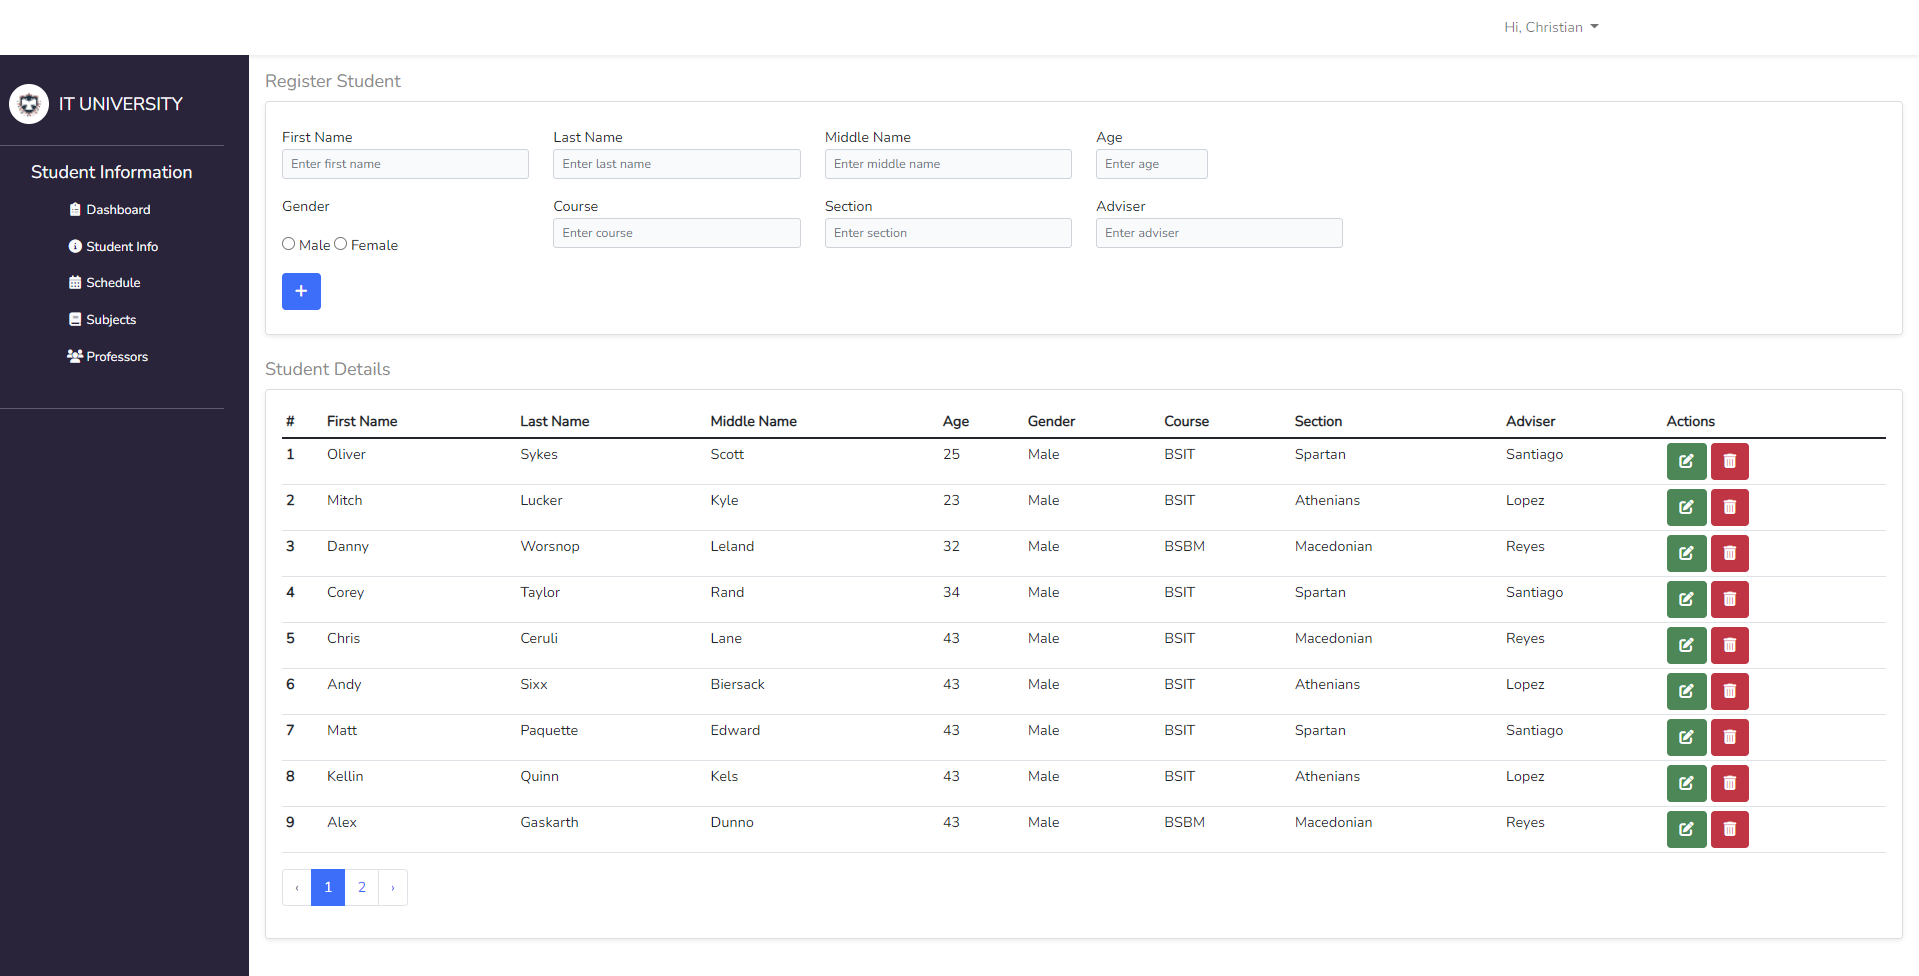 Hi, Christian
IT UNIVERSITY
Student Information
Dashboard
Student Info
Schedule
Subjects
Professors
Register Student
First Name Last Name Middle Name Age
Enter first name Enter last name Enter middle name Enter age
Gender Course Section Adviser
Enter course Enter section Enter adviser
Male Female
+
Student Details
# First Name Last Name Middle Name Age Gender Course Section Adviser Actions
1 Oliver Sykes Scott 25 Male BSIT Spartan Santiago
2 Mitch Lucker Kyle 23 Male BSIT Athenians Lopez
3 Danny Worsnop Leland 32 Male BSBM Macedonian Reyes
4 Corey Taylor Rand 34 Male BSIT Spartan Santiago
5 Chris Ceruli Lane 43 Male BSIT Macedonian Reyes
6 Andy Sixx Biersack 43 Male BSIT Athenians Lopez
7 Matt Paquette Edward 43 Male BSIT Spartan Santiago
8 Kellin Quinn Kels 43 Male BSIT Athenians Lopez
9 Alex Gaskarth Dunno 43 Male BSBM Macedonian Reyes
‹ 1 2 ›